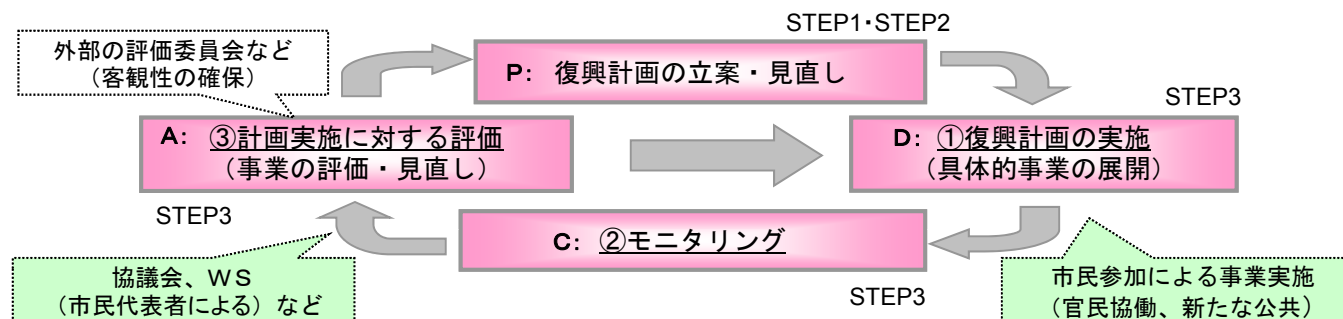 STEP1・STEP2
外部の評価委員会など
（客観性の確保）
P: 復興計画の立案・見直し
STEP3
A: ③計画実施に対する評価
（事業の評価・見直し）
D: ①復興計画の実施
（具体的事業の展開）
STEP3
C: ②モニタリング
協議会、ＷＳ
（市民代表者による）など
STEP3
市民参加による事業実施
（官民協働、新たな公共）